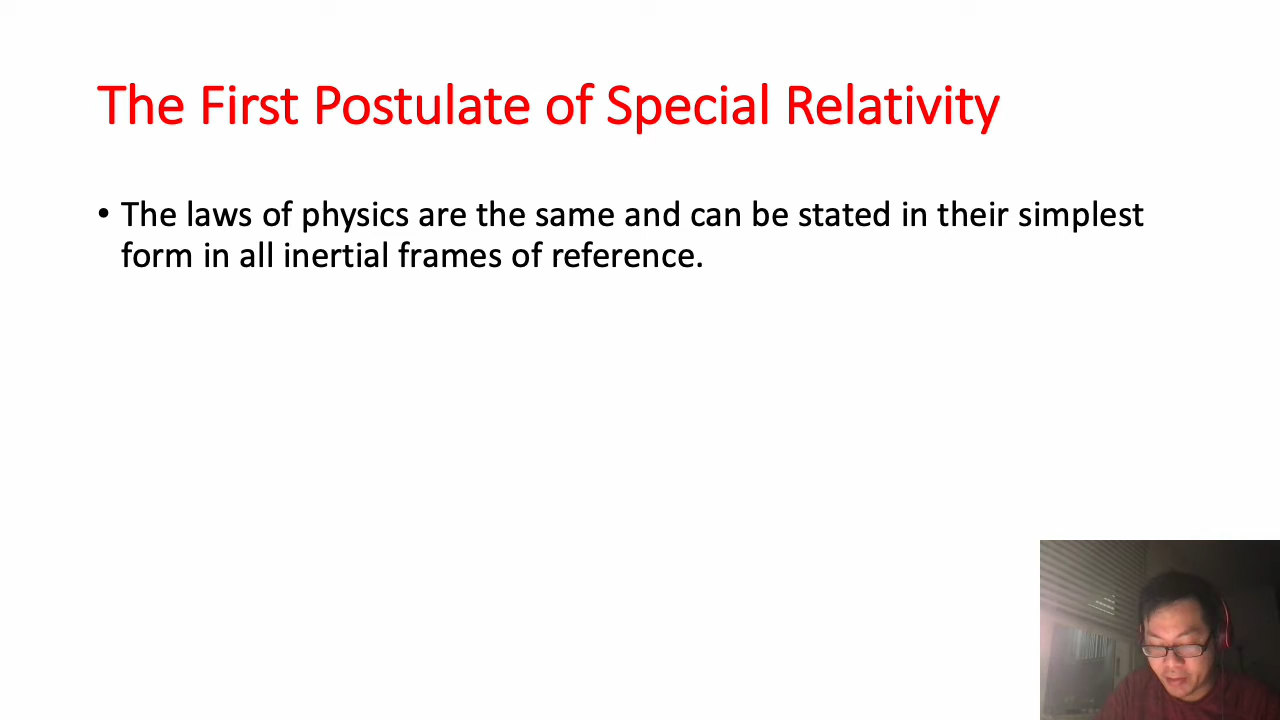 The First Postulate of Special Relativity
• The laws of physics are the same and can be stated in their simplest
form in all inertial frames of reference.